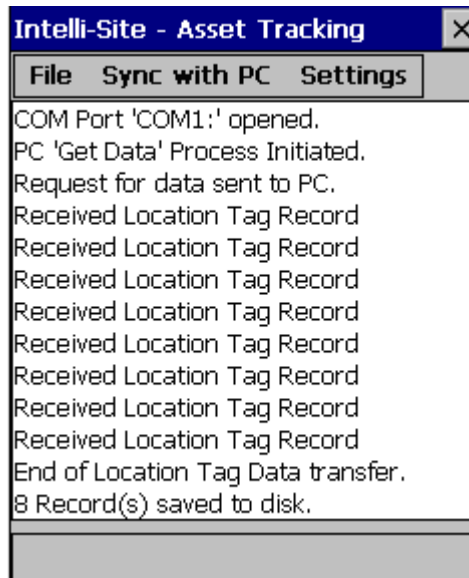 Intelli-Site - Asset Tracking
File Sync with PC Settings
COM Port 'COM1:' opened.
PC 'Get Data' Process Initiated.
Request for data sent to PC.
Received Location Tag Record
Received Location Tag Record
Received Location Tag Record
Received Location Tag Record
Received Location Tag Record
Received Location Tag Record
Received Location Tag Record
Received Location Tag Record
End of Location Tag Data transfer.
8 Record(s) saved to disk.